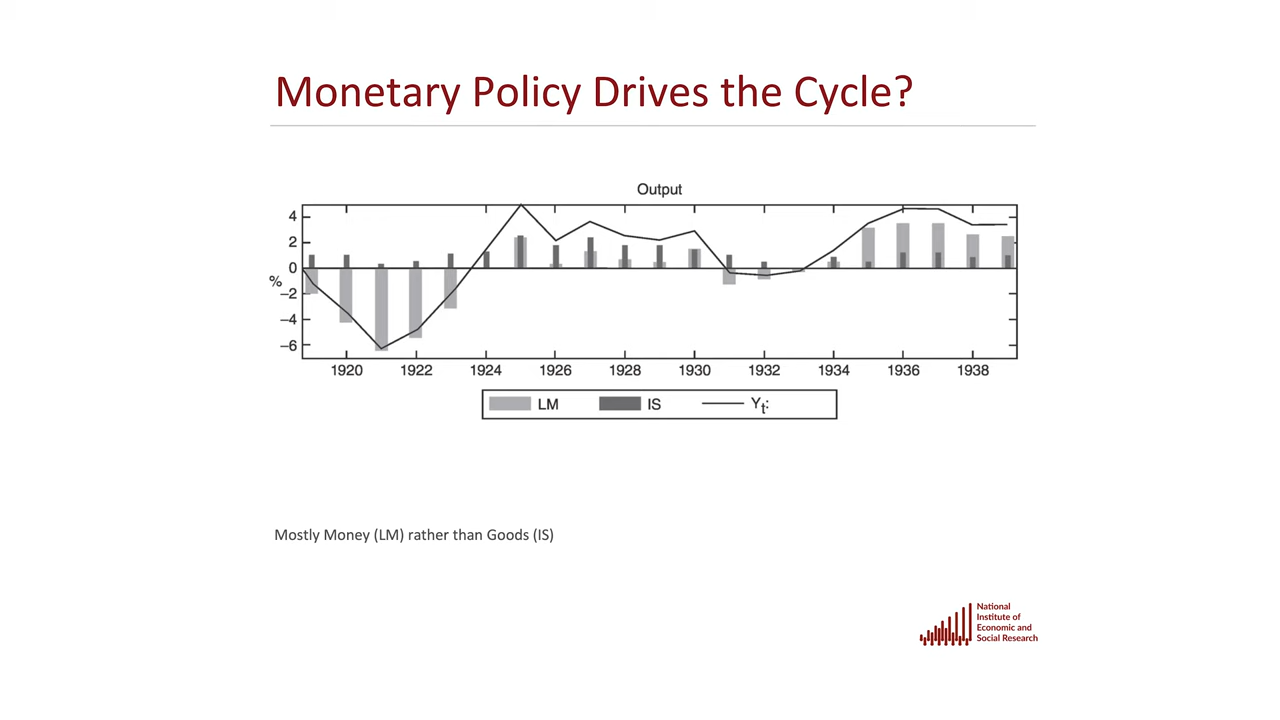 Monetary Policy Drives the Cycle?
Output
4
2
0
%
–2
–4
–6
1920 1922 1924 1926 1928 1930 1932 1934 1936 1938
LM IS Yt:
Mostly Money (LM) rather than Goods (IS)
National
Institute of
Economic and
Social Research